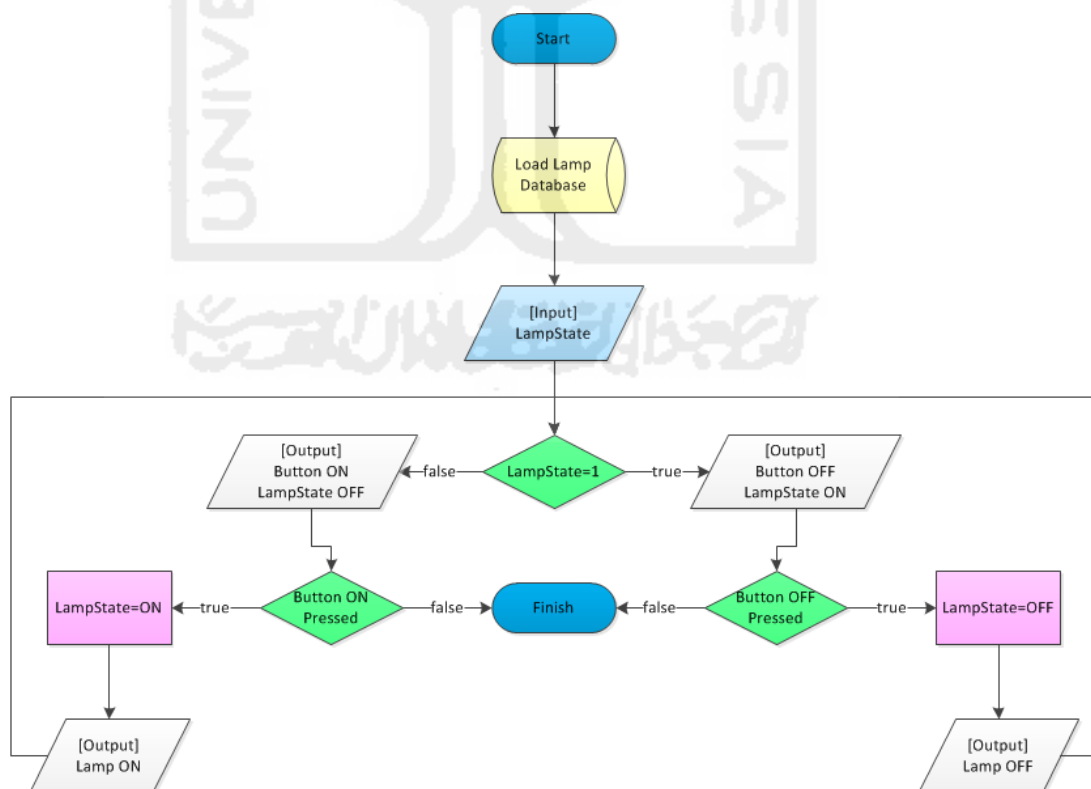 UNIVE
ESIA
Start
Load Lamp
Database
[Input]
LampState
[Output]
Button ON
LampState OFF
false
LampState=1
true
[Output]
Button OFF
LampState ON
LampState=ON
true
Button ON
Pressed
false
Finish
false
Button OFF
Pressed
true
LampState=OFF
[Output]
Lamp ON
[Output]
Lamp OFF